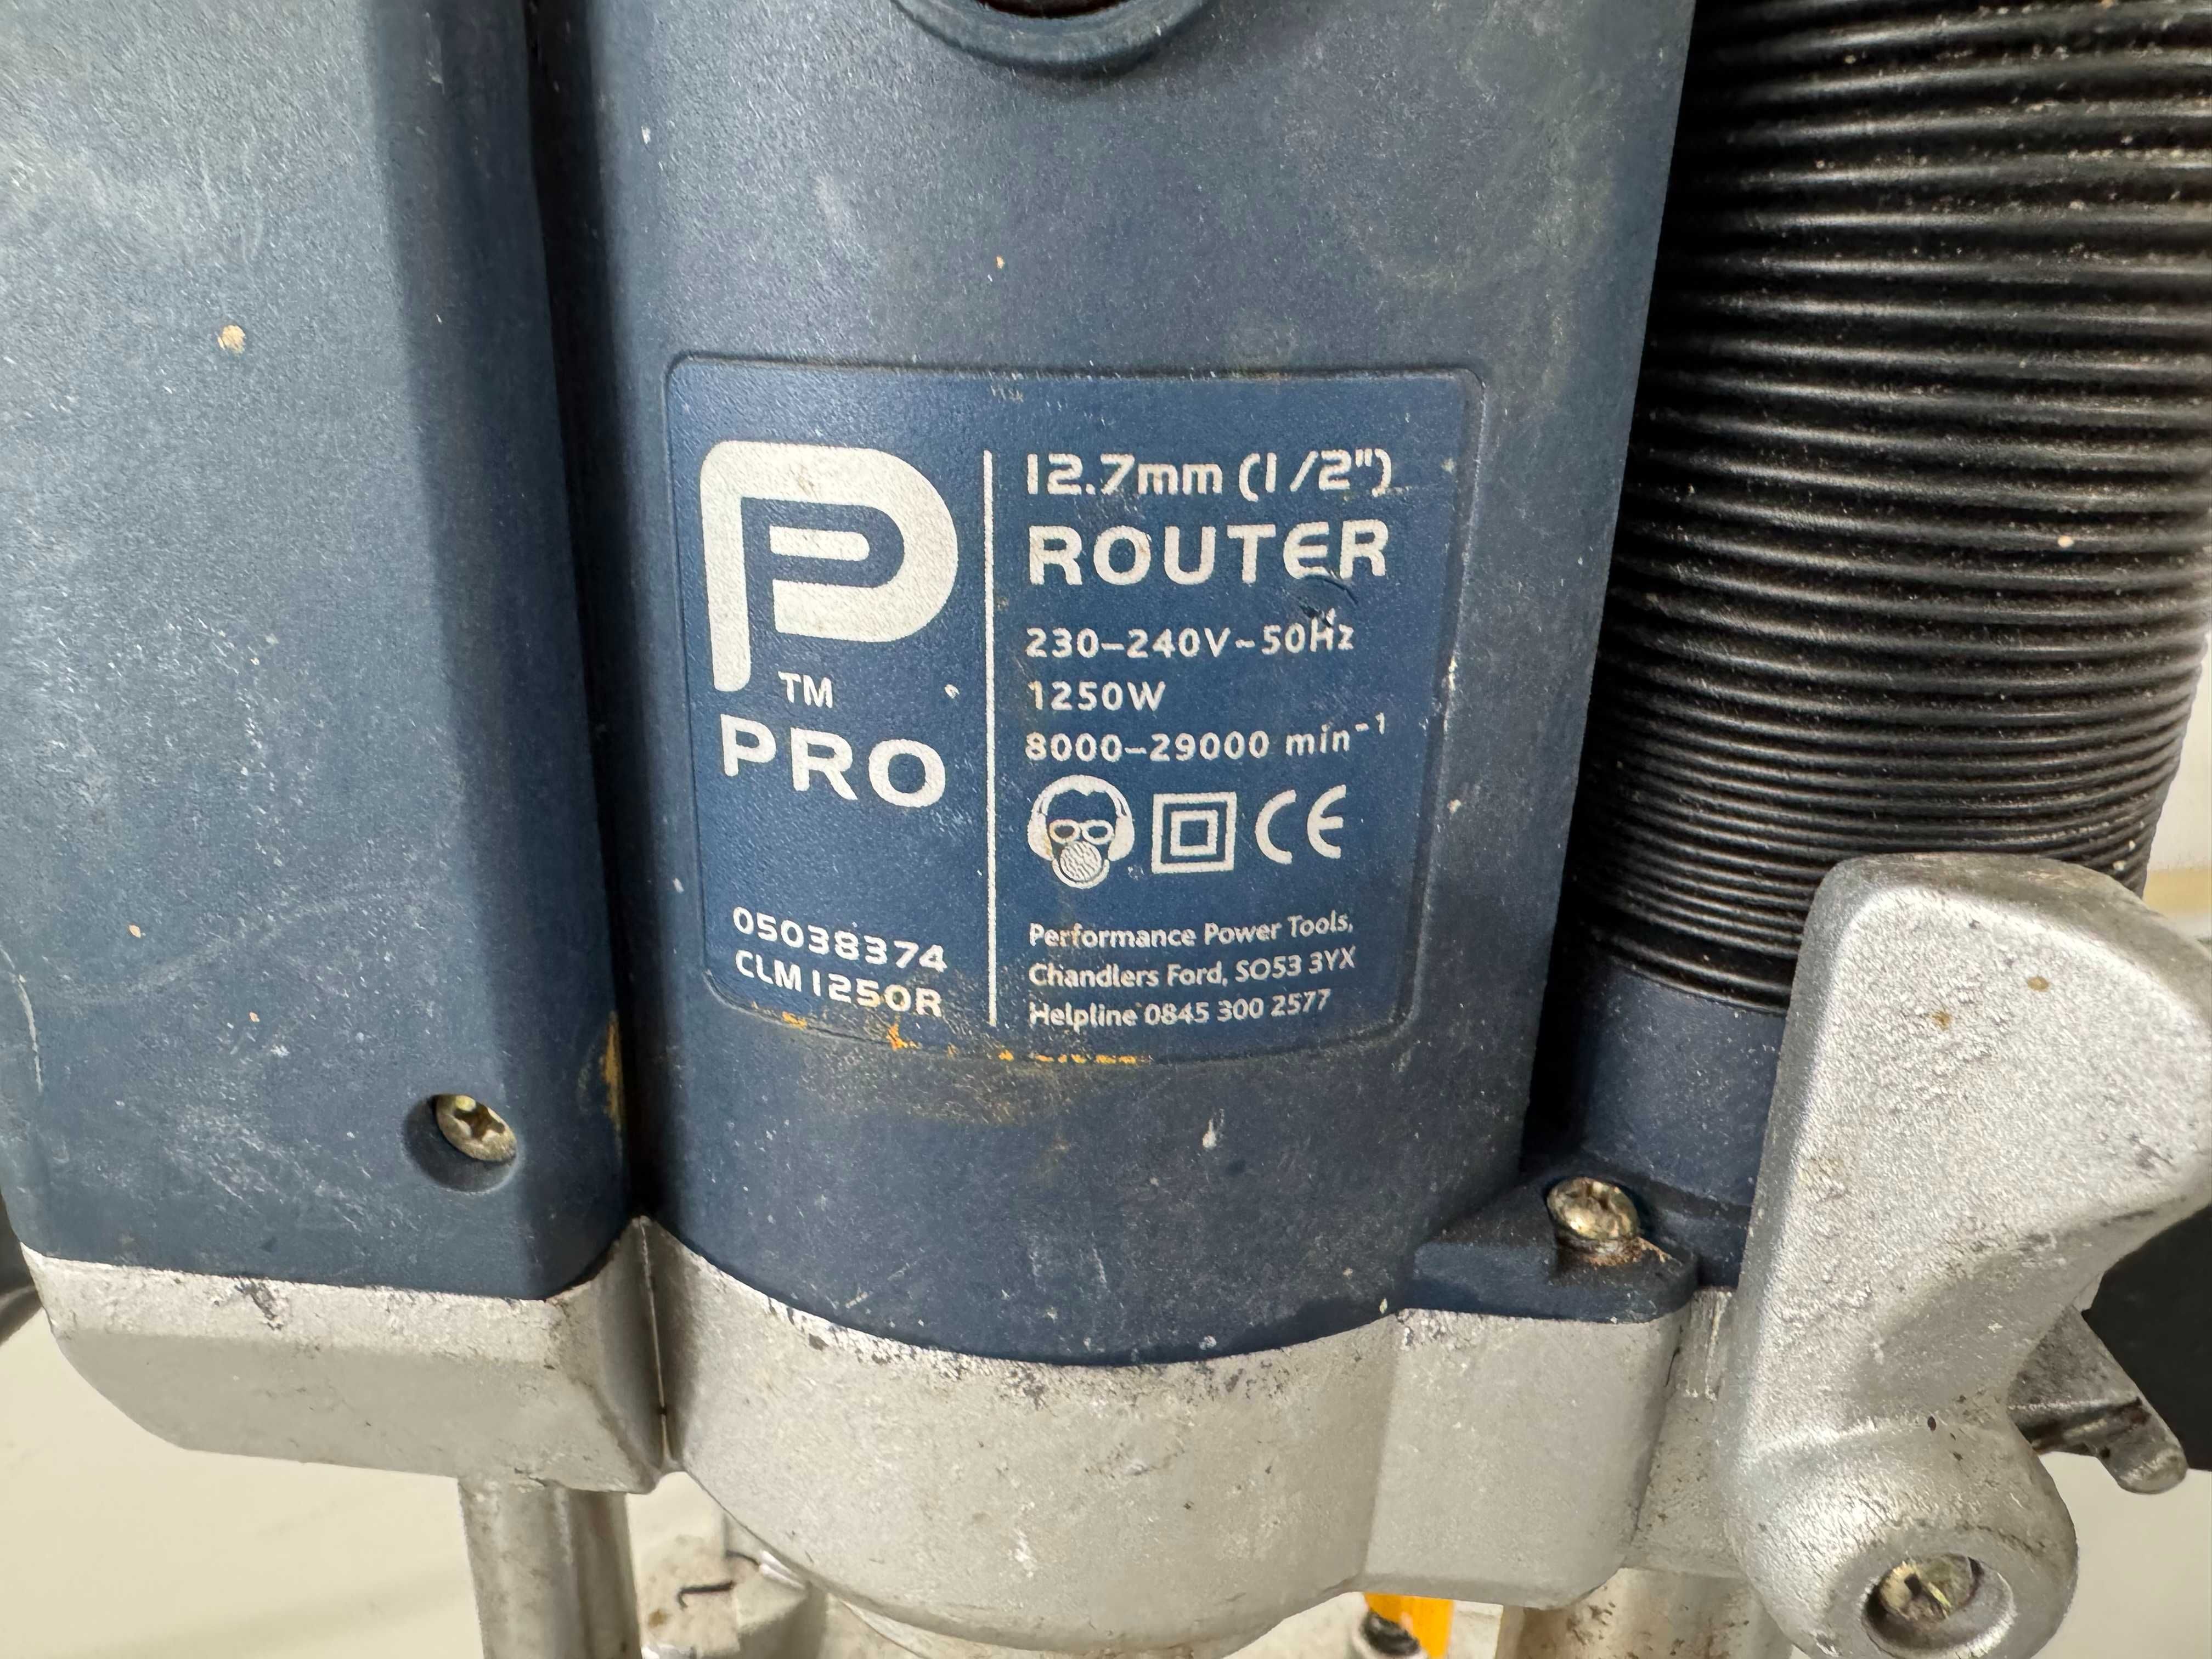 P
TM
PRO
05038374
CLM1250R
12.7mm (1/2")
ROUTER
230–240V~50Hz
1250W
8000–29000 min⁻¹
CE
Performance Power Tools,
Chandlers Ford, SO53 3YX
Helpline 0845 300 2577